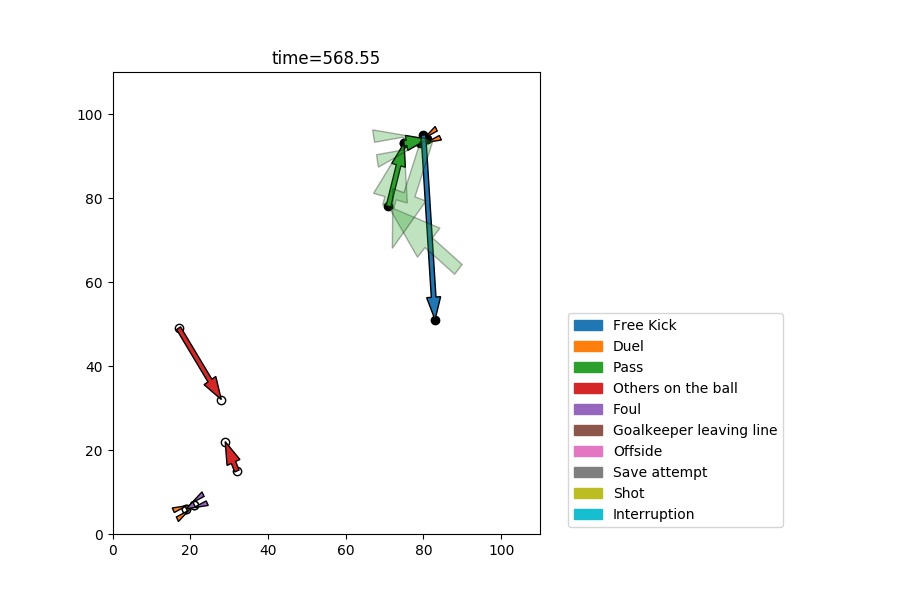 time=568.55
100
80
60
40
20
0
0
20
40
60
80
100
Free Kick
Duel
Pass
Others on the ball
Foul
Goalkeeper leaving line
Offside
Save attempt
Shot
Interruption